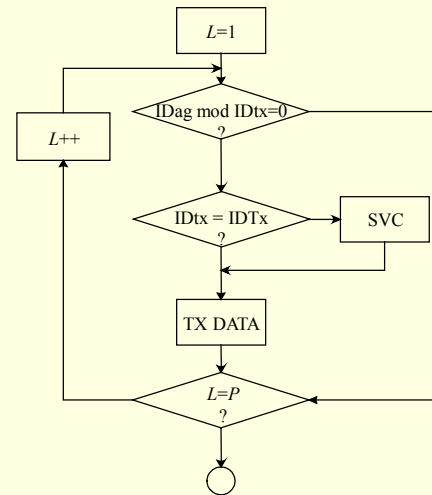 L=1
IDag mod IDtx=0
?
L++
IDtx = IDTx
?
SVC
TX DATA
L=P
?